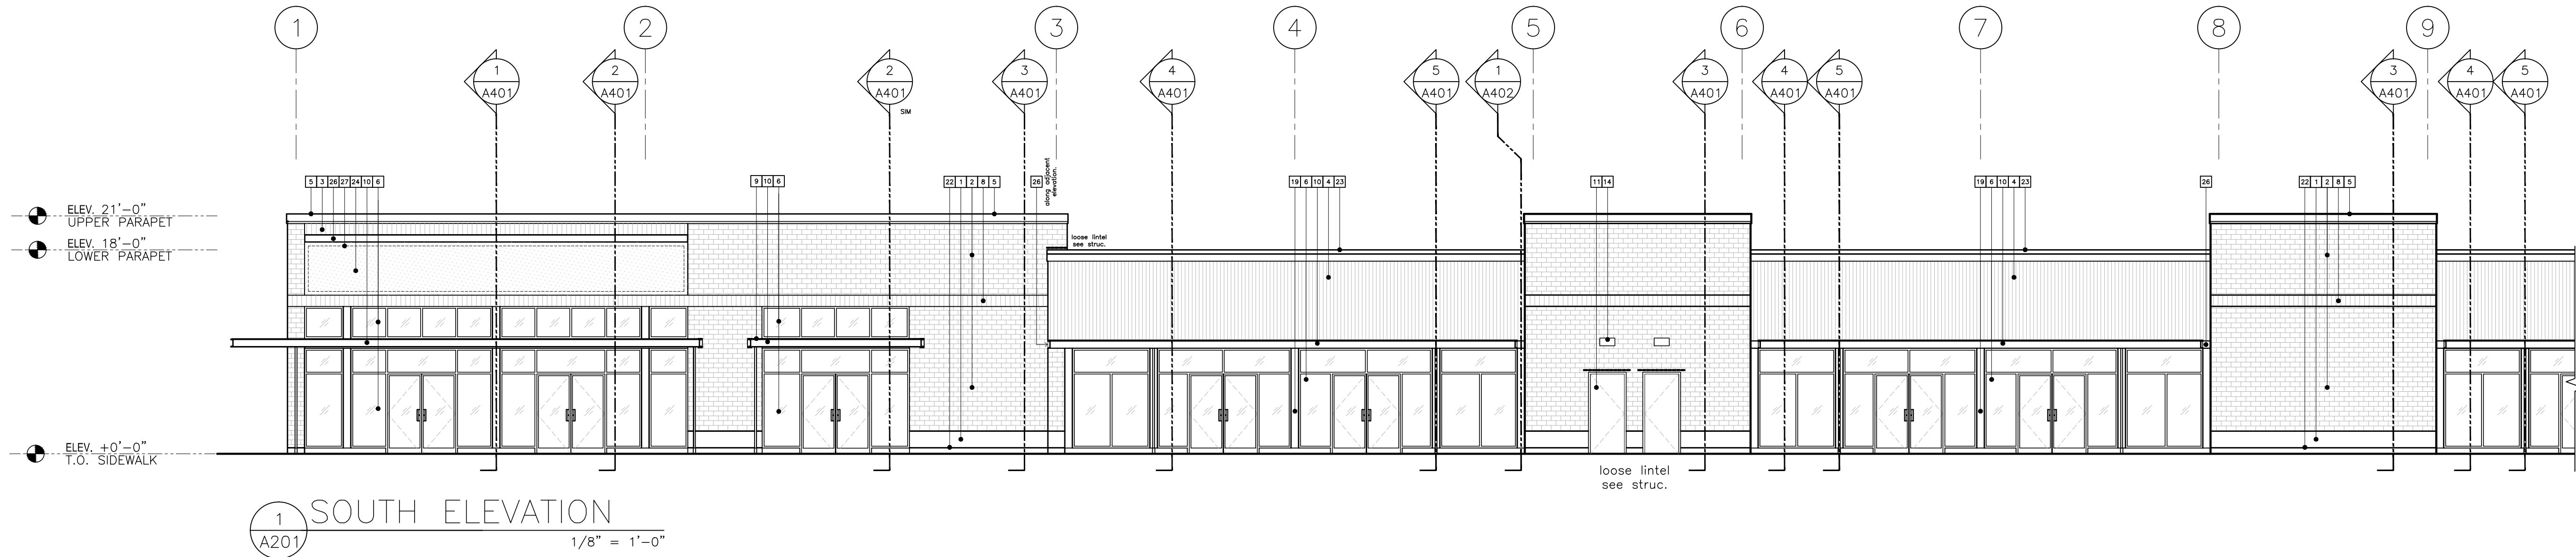 1 2 3 4 5 6 7 8 9
1 2 2 3 4 5 1 3 4 5 3 4 5
A401 A401 A401 A401 A401 A401 A402 A401 A401 A401 A401 A401 A401
SIM
along adjacent
elevation.
5 3 26 27 24 10 6
9 10 6
22 1 2 8 5
26
19 6 10 4 23
11 14
19 6 10 4 23
26
22 1 2 8 5
ELEV. 21'-0"
UPPER PARAPET
ELEV. 18'-0"
LOWER PARAPET
loose lintel
see struc.
26
ELEV. +0'-0"
T.O. SIDEWALK
loose lintel
see struc.
1
A201
SOUTH ELEVATION
1/8" = 1'-0"